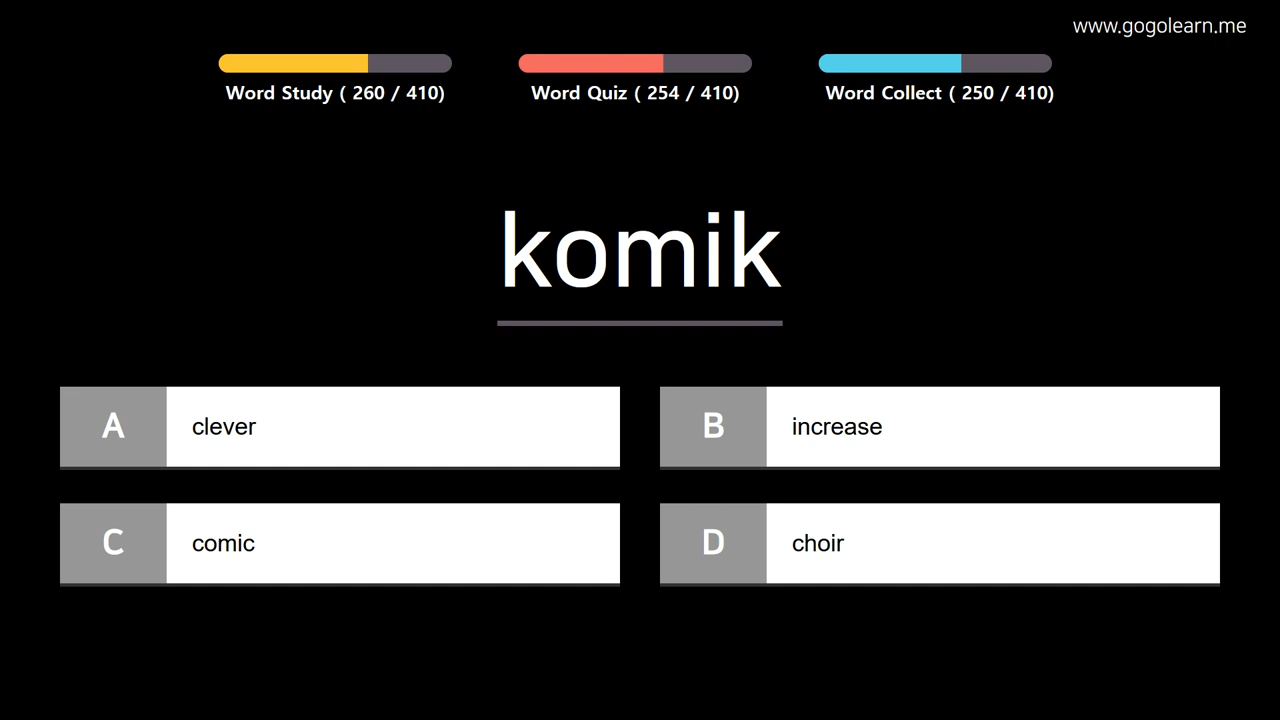 www.gogolearn.me
Word Study ( 260 / 410)
Word Quiz ( 254 / 410)
Word Collect ( 250 / 410)
komik
A clever
B increase
C comic
D choir